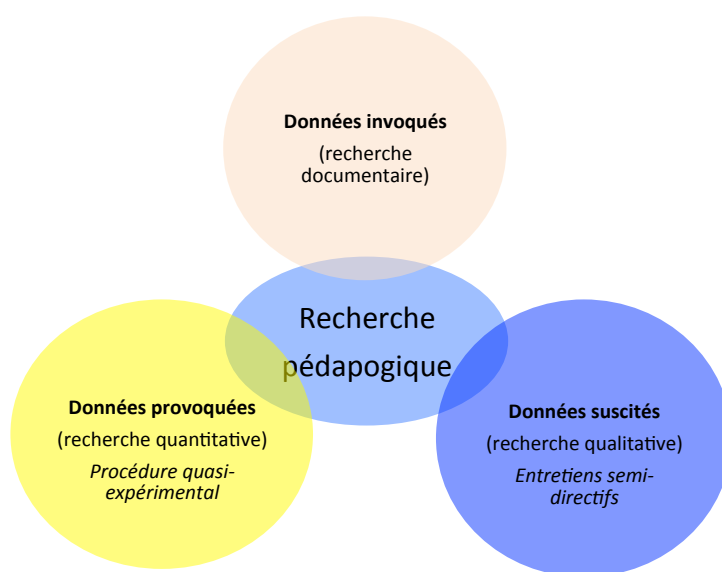 Données invoqués
(recherche
documentaire)
Recherche
pédapogique
Données provoquées
(recherche quantitative)
Procédure quasi-
expérimental
Données suscités
(recherche qualitative)
Entretiens semi-
directifs